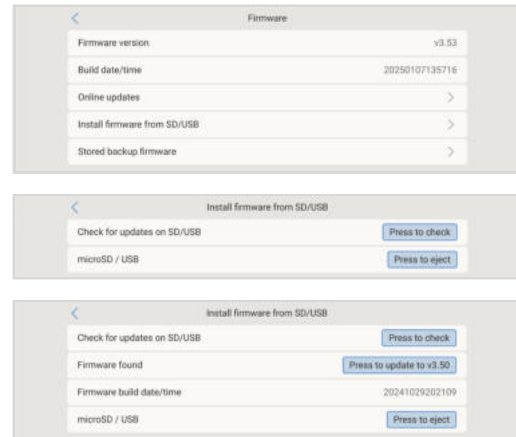 Firmware
Firmware version v3.53
Build date/time 20250107135716
Online updates
Install firmware from SD/USB
Stored backup firmware
Install firmware from SD/USB
Check for updates on SD/USB Press to check
microSD / USB Press to eject
Install firmware from SD/USB
Check for updates on SD/USB Press to check
Firmware found Press to update to v3.50
Firmware build date/time 20241029202109
microSD / USB Press to eject